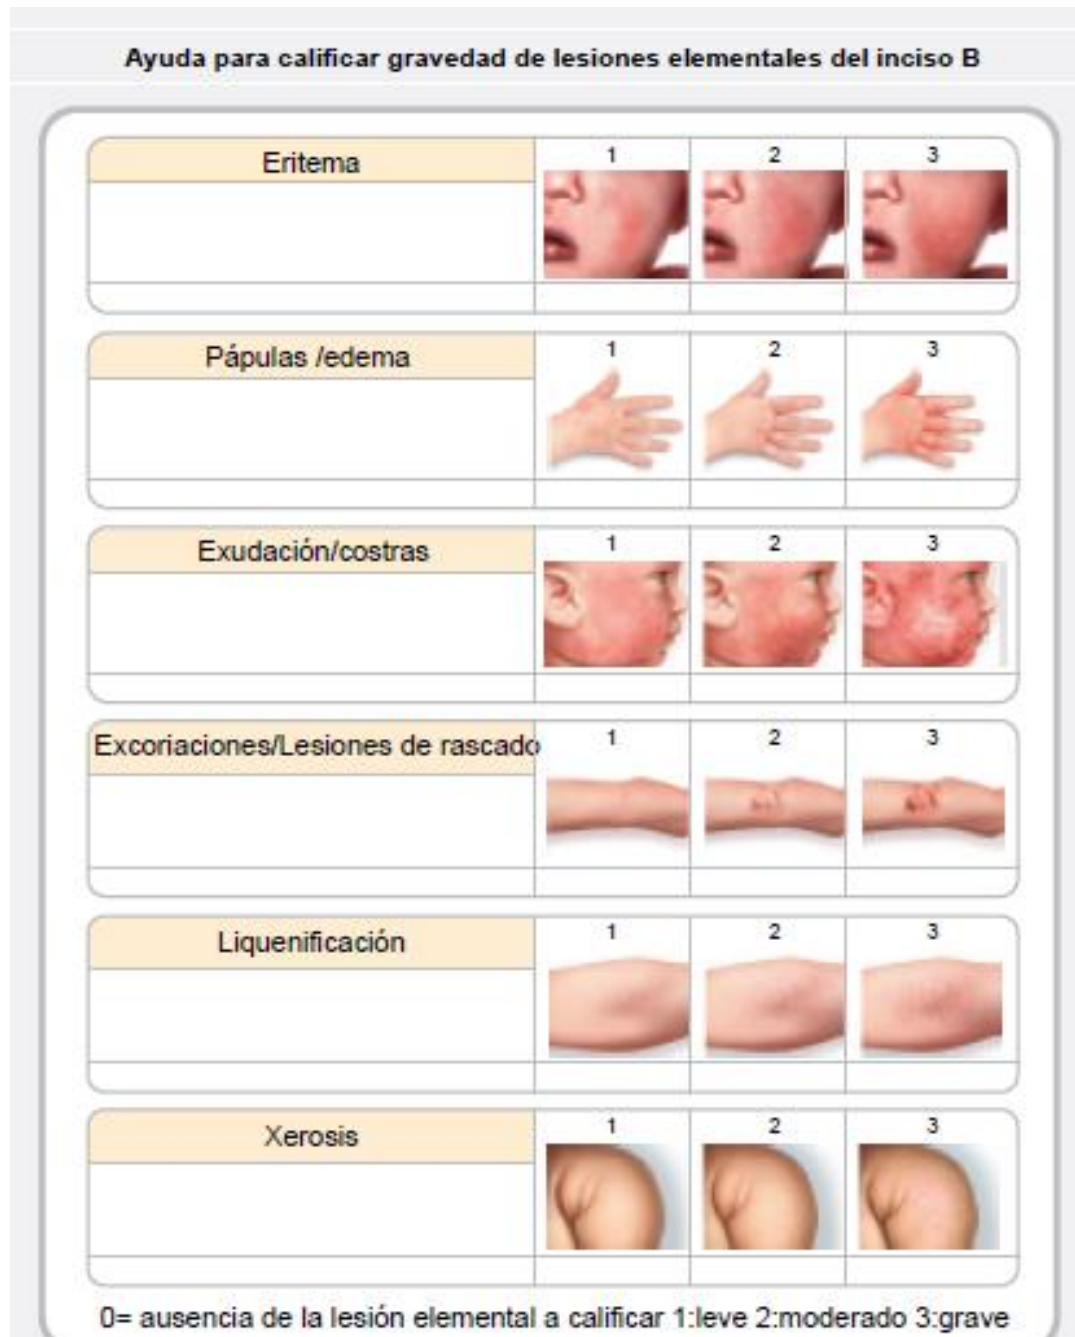 Ayuda para calificar gravedad de lesiones elementales del inciso B
Eritema
1 2 3
Pápulas /edema
1 2 3
Exudación/costras
1 2 3
Excoriaciones/Lesiones de rascado
1 2 3
Liquenificación
1 2 3
Xerosis
1 2 3
0= ausencia de la lesión elemental a calificar 1:leve 2:moderado 3:grave